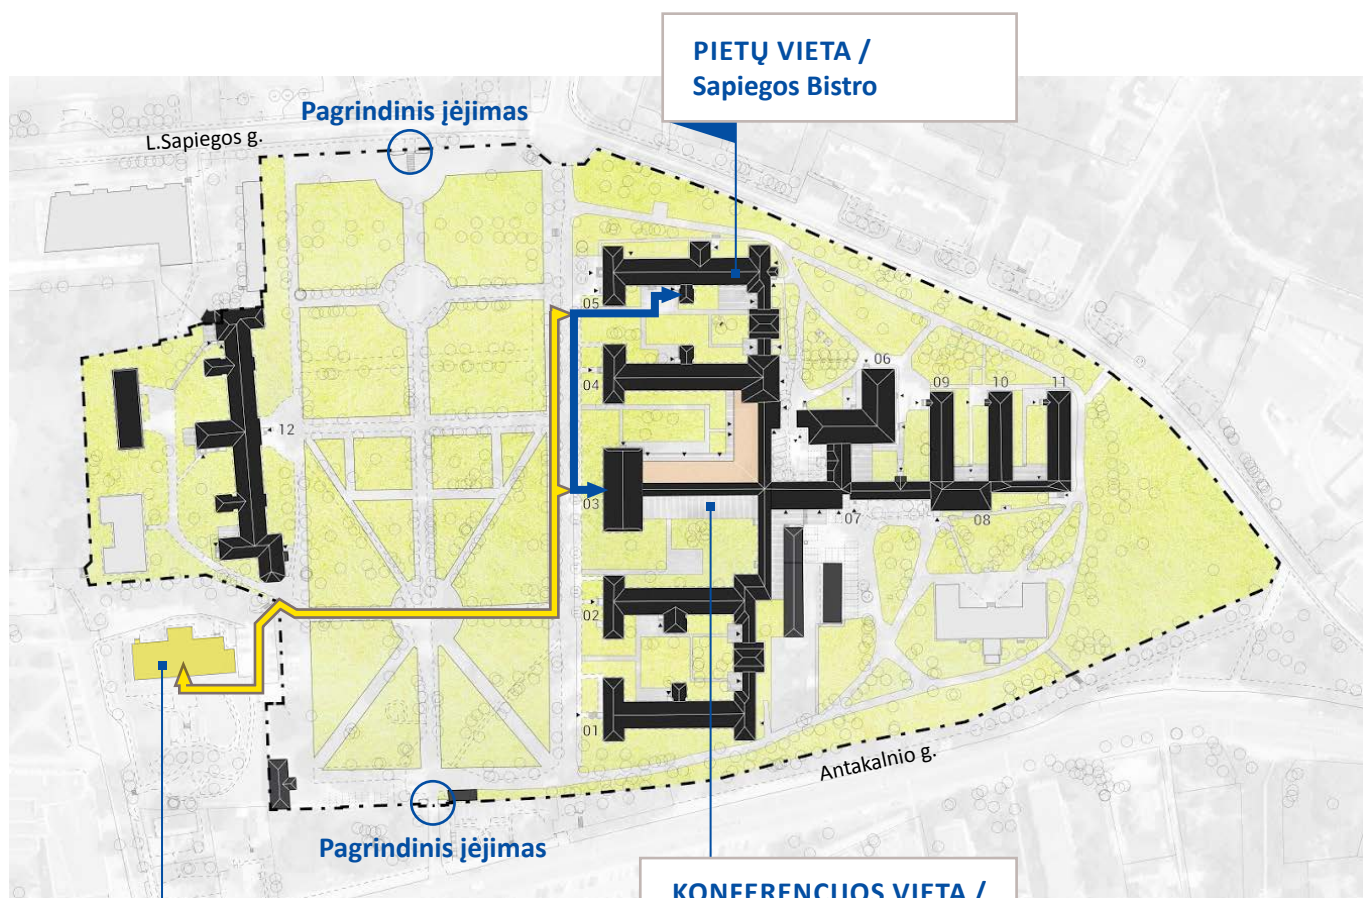 PIETŲ VIETA /
Sapiegos Bistro
Pagrindinis įėjimas
L.Sapiegos g.
05
04
06
09
10
11
12
03
07
08
02
01
Antakalnio g.
Pagrindinis įėjimas
KONFERENCIJOS VIETA /